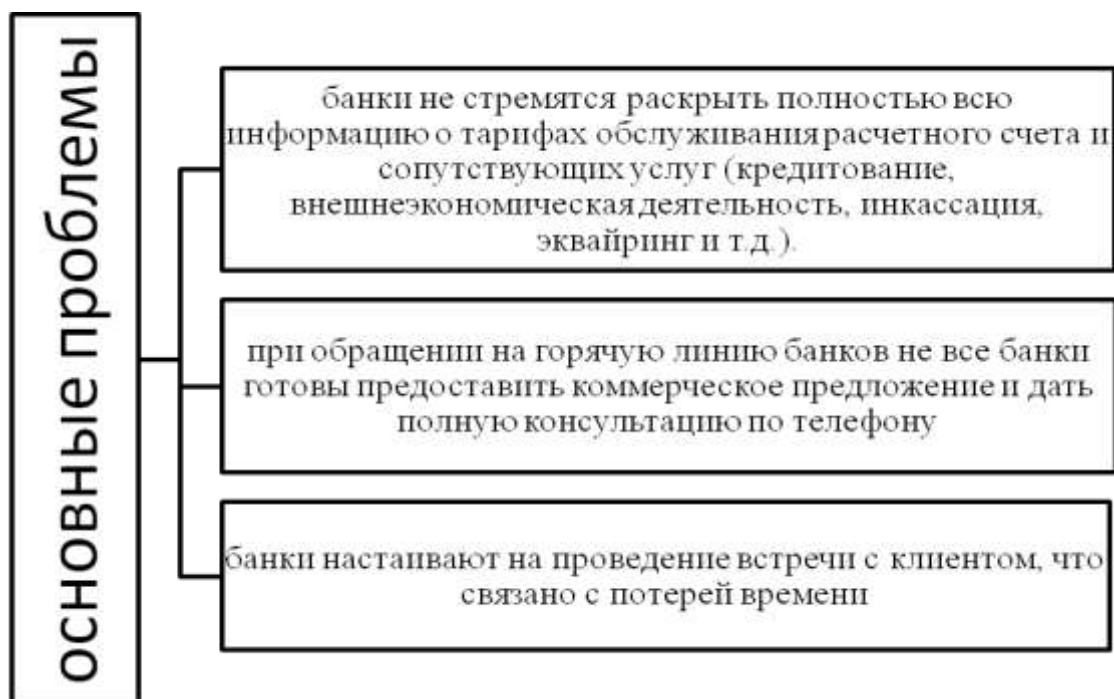 основные проблемы
банки не стремятся раскрыть полностью всю
информацию о тарифах обслуживания расчетного счета и
сопутствующих услуг (кредитование,
внешнеэкономическая деятельность, инкассация,
эквайринг и т.д.).
при обращении на горячую линию банков не все банки
готовы предоставить коммерческое предложение и дать
полную консультацию по телефону
банки настаивают на проведение встречи с клиентом, что
связано с потерей времени